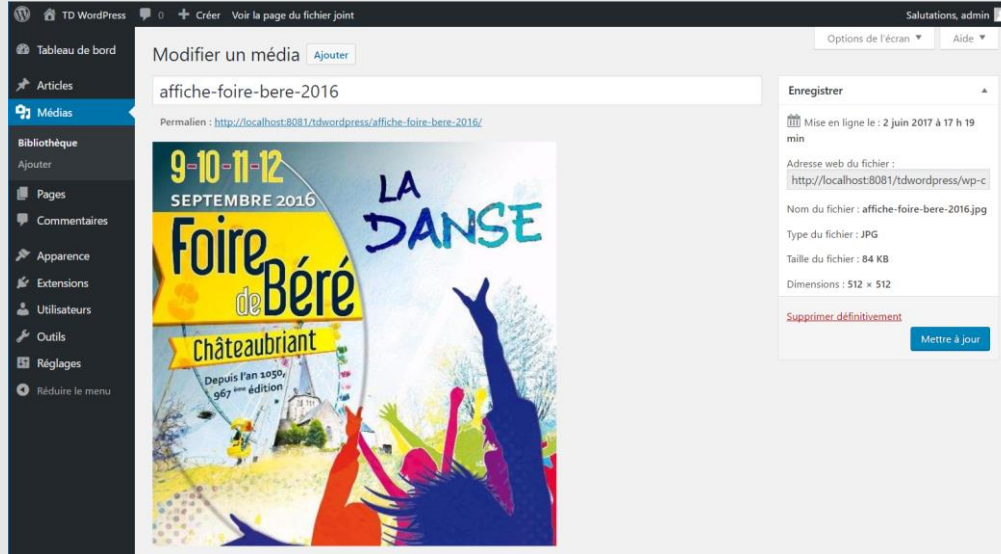 TD WordPress 0 Créer Voir la page du fichier joint Salutations, admin
Options de l'écran ▼ Aide ▼
Tableau de bord
Articles
Médias
Bibliothèque
Ajouter
Pages
Commentaires
Apparence
Extensions
Utilisateurs
Outils
Réglages
Réduire le menu
Modifier un média Ajouter
affiche-foire-bere-2016
Permalien : http://localhost:8081/tdwordpress/affiche-foire-bere-2016/
9-10-11-12
SEPTEMBRE 2016
Foire
de Béré
Châteaubriant
Depuis l'an 1050,
967 ème édition
LA
DANSE
Enregistrer
Mise en ligne le : 2 juin 2017 à 17 h 19
min
Adresse web du fichier :
http://localhost:8081/tdwordpress/wp-c
Nom du fichier : affiche-foire-bere-2016.jpg
Type du fichier : JPG
Taille du fichier : 84 KB
Dimensions : 512 × 512
Supprimer définitivement
Mettre à jour